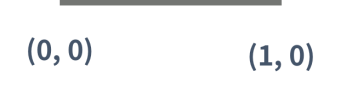 (0, 0) (1, 0)